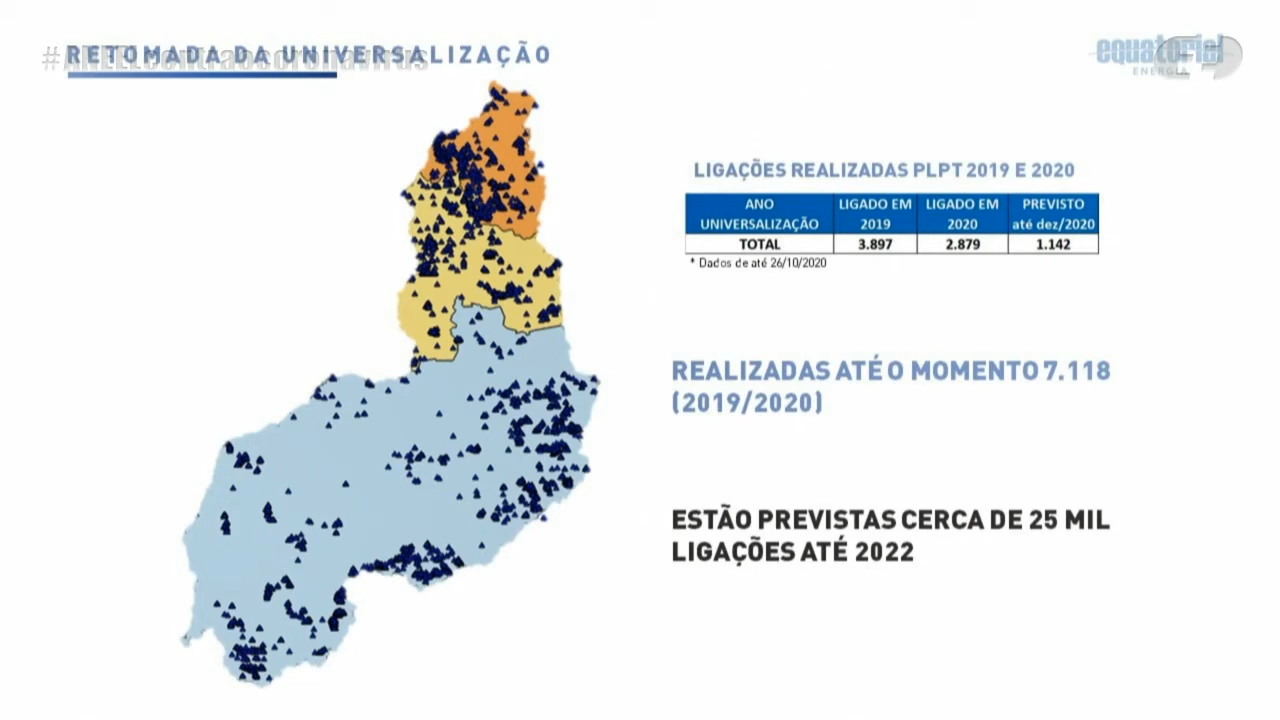 RETOMADA DA UNIVERSALIZAÇÃO
#ANEELcontraocoronavirus
equatorial
ENERGIA
LIGAÇÕES REALIZADAS PLPT 2019 E 2020
ANO UNIVERSALIZAÇÃO LIGADO EM 2019 LIGADO EM 2020 PREVISTO até dez/2020
TOTAL 3.897 2.879 1.142
* Dados de até 26/10/2020
REALIZADAS ATÉ O MOMENTO 7.118
(2019/2020)
ESTÃO PREVISTAS CERCA DE 25 MIL
LIGAÇÕES ATÉ 2022